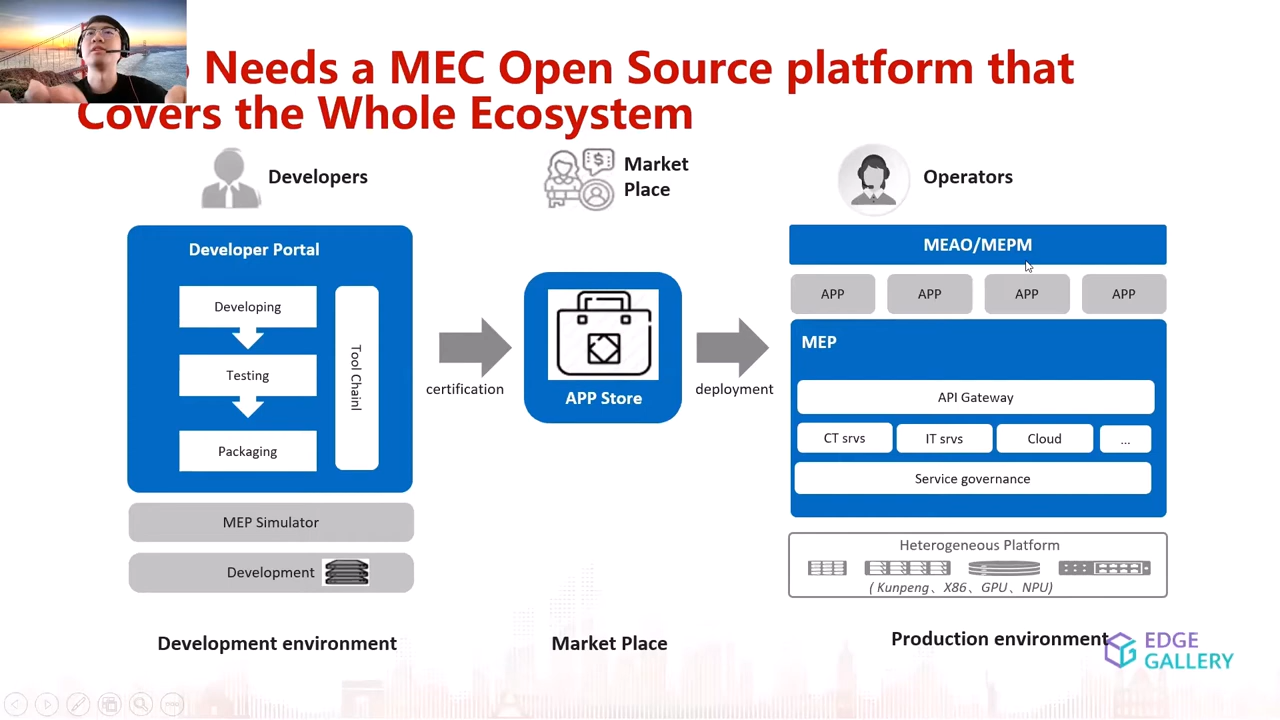 Needs a MEC Open Source platform that
Covers the Whole Ecosystem
Developers
Market
Place
Operators
Developer Portal
Developing
Testing
Packaging
Tool Chainl
MEP Simulator
Development
Development environment
certification
APP Store
deployment
Market Place
MEAO/MEPM
APP
APP
APP
APP
MEP
API Gateway
CT srvs
IT srvs
Cloud
...
Service governance
Heterogeneous Platform
( Kunpeng、X86、GPU、NPU)
Production environment
EDGE
GALLERY